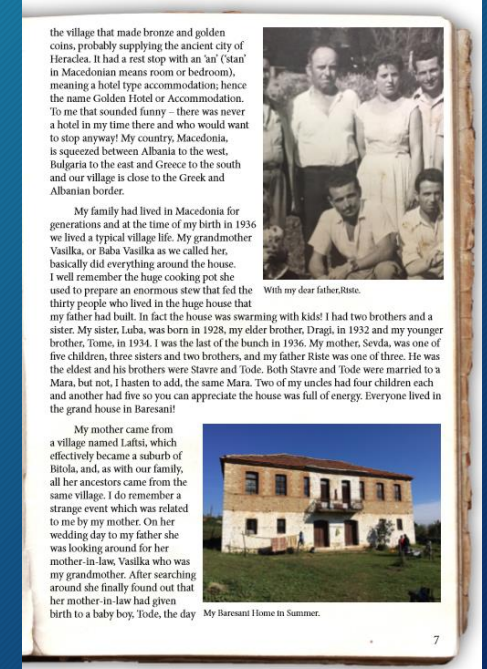 the village that made bronze and golden
coins, probably supplying the ancient city of
Heraclea. It had a rest stop with an 'an' ('stan'
in Macedonian means room or bedroom),
meaning a hotel type accommodation; hence
the name Golden Hotel or Accommodation.
To me that sounded funny – there was never
a hotel in my time there and who would want
to stop anyway! My country, Macedonia,
is squeezed between Albania to the west,
Bulgaria to the east and Greece to the south
and our village is close to the Greek and
Albanian border.
My family had lived in Macedonia for
generations and at the time of my birth in 1936
we lived a typical village life. My grandmother
Vasilka, or Baba Vasilka as we called her,
basically did everything around the house.
I well remember the huge cooking pot she
used to prepare an enormous stew that fed the
thirty people who lived in the huge house that
With my dear father,Riste.
my father had built. In fact the house was swarming with kids! I had two brothers and a
sister. My sister, Luba, was born in 1928, my elder brother, Dragi, in 1932 and my younger
brother, Tome, in 1934. I was the last of the bunch in 1936. My mother, Sevda, was one of
five children, three sisters and two brothers, and my father Riste was one of three. He was
the eldest and his brothers were Stavre and Tode. Both Stavre and Tode were married to a
Mara, but not, I hasten to add, the same Mara. Two of my uncles had four children each
and another had five so you can appreciate the house was full of energy. Everyone lived in
the grand house in Baresani!
My mother came from
a village named Laftsi, which
effectively became a suburb of
Bitola, and, as with our family,
all her ancestors came from the
same village. I do remember a
strange event which was related
to me by my mother. On her
wedding day to my father she
was looking around for her
mother-in-law, Vasilka who was
my grandmother. After searching
around she finally found out that
her mother-in-law had given
birth to a baby boy, Tode, the day
My Baresani Home in Summer.
7